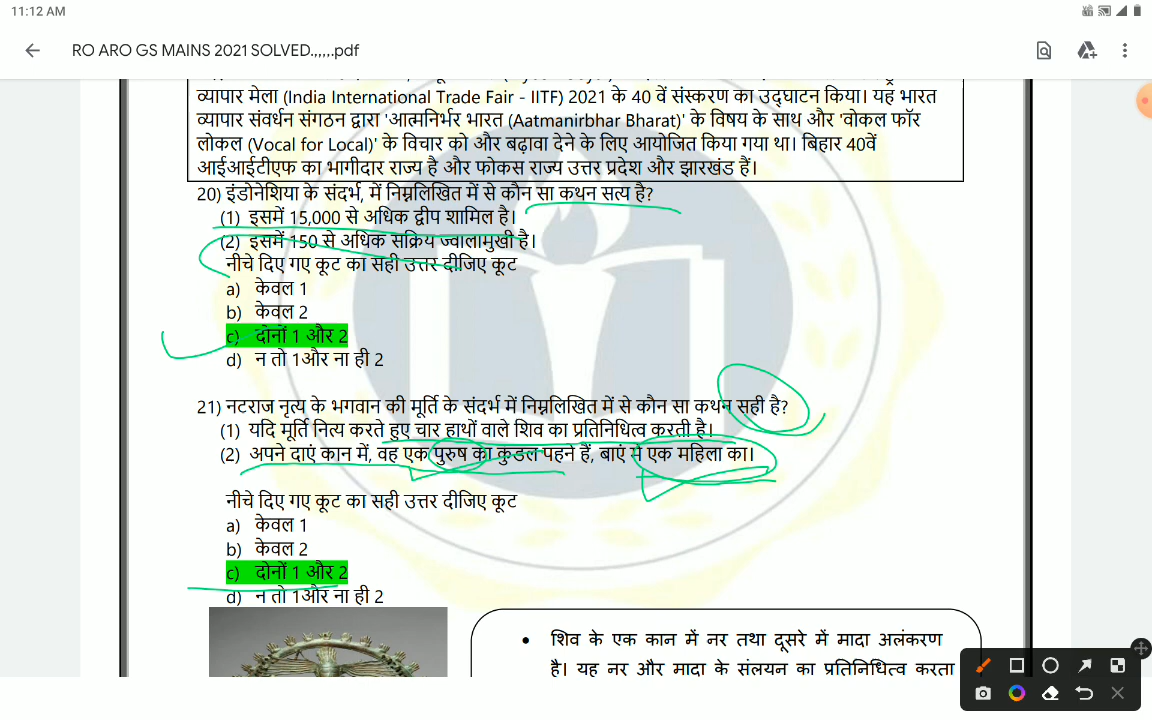 11:12 AM
RO ARO GS MAINS 2021 SOLVED.,,,,.pdf
व्यापार मेला (India International Trade Fair - IITF) 2021 के 40 वें संस्करण का उद्घाटन किया। यह भारत
व्यापार संवर्धन संगठन द्वारा 'आत्मनिर्भर भारत (Aatmanirbhar Bharat)' के विषय के साथ और 'वोकल फॉर
लोकल (Vocal for Local)' के विचार को और बढ़ावा देने के लिए आयोजित किया गया था। बिहार 40वें
आईआईटीएफ का भागीदार राज्य है और फोकस राज्य उत्तर प्रदेश और झारखंड हैं।
20) इंडोनेशिया के संदर्भ, में निम्नलिखित में से कौन सा कथन सत्य है?
(1) इसमें 15,000 से अधिक द्वीप शामिल है।
(2) इसमें 150 से अधिक सक्रिय ज्वालामुखी है।
नीचे दिए गए कूट का सही उत्तर दीजिए कूट
a) केवल 1
b) केवल 2
c) दोनों 1 और 2
d) न तो 1और ना ही 2
21) नटराज नृत्य के भगवान की मूर्ति के संदर्भ में निम्नलिखित में से कौन सा कथन सही है?
(1) यदि मूर्ति नित्य करते हुए चार हाथों वाले शिव का प्रतिनिधित्व करती है।
(2) अपने दाएं कान में, वह एक पुरुष का कुंडल पहने हैं, बाएं में एक महिला का।
नीचे दिए गए कूट का सही उत्तर दीजिए कूट
a) केवल 1
b) केवल 2
c) दोनों 1 और 2
d) न तो 1और ना ही 2
• शिव के एक कान में नर तथा दूसरे में मादा अलंकरण
है। यह नर और मादा के संलयन का प्रतिनिधित्व करता